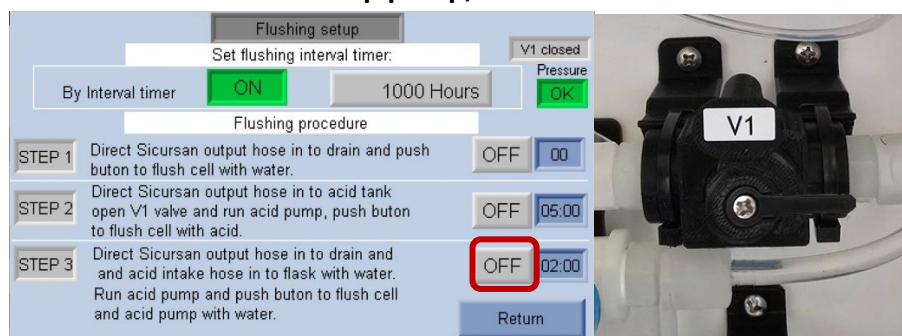 Flushing setup
Set flushing interval timer:
V1 closed
Pressure
By Interval timer
ON
1000 Hours
OK
Flushing procedure
STEP 1
Direct Sicursan output hose in to drain and push
buton to flush cell with water.
OFF
00
STEP 2
Direct Sicursan output hose in to acid tank
open V1 valve and run acid pump, push buton
to flush cell with acid.
OFF
05:00
STEP 3
Direct Sicursan output hose in to drain and
and acid intake hose in to flask with water.
Run acid pump and push buton to flush cell
and acid pump with water.
OFF
02:00
Return
V1